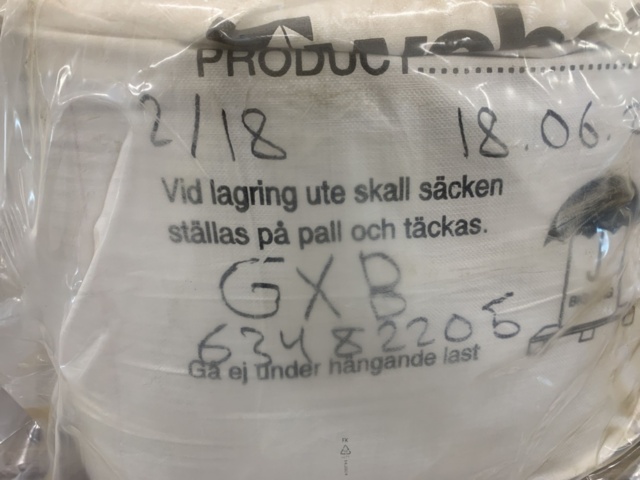 PRODUCT
2/18 18.06.
Vid lagring ute skall säcken
ställas på pall och täckas.
GXB
63482205
Gå ej under hängande last